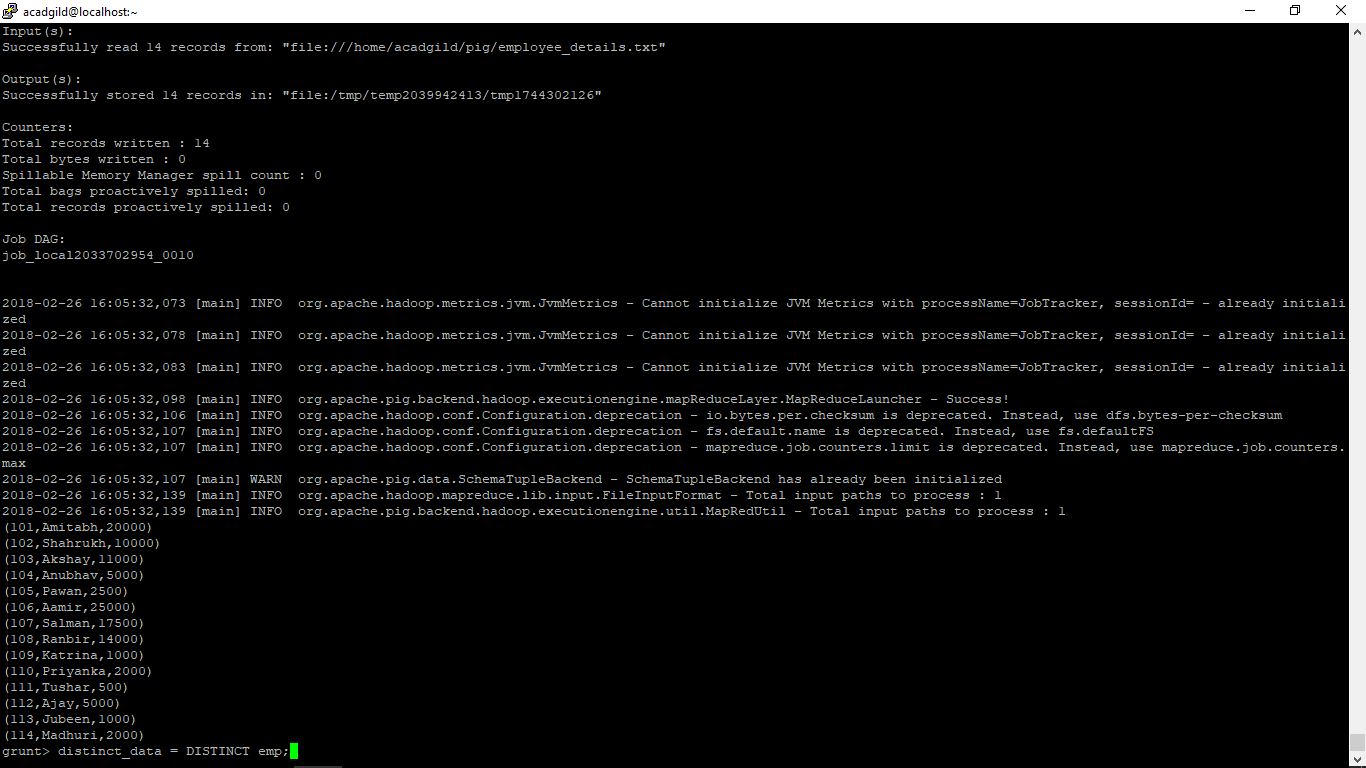 acadgild@localhost:~
Input(s):
Successfully read 14 records from: "file:///home/acadgild/pig/employee_details.txt"
Output(s):
Successfully stored 14 records in: "file:/tmp/temp2039942413/tmp1744302126"
Counters:
Total records written : 14
Total bytes written : 0
Spillable Memory Manager spill count : 0
Total bags proactively spilled: 0
Total records proactively spilled: 0
Job DAG:
job_local2033702954_0010
2018-02-26 16:05:32,073 [main] INFO  org.apache.hadoop.metrics.jvm.JvmMetrics - Cannot initialize JVM Metrics with processName=JobTracker, sessionId= - already initiali
zed
2018-02-26 16:05:32,078 [main] INFO  org.apache.hadoop.metrics.jvm.JvmMetrics - Cannot initialize JVM Metrics with processName=JobTracker, sessionId= - already initiali
zed
2018-02-26 16:05:32,083 [main] INFO  org.apache.hadoop.metrics.jvm.JvmMetrics - Cannot initialize JVM Metrics with processName=JobTracker, sessionId= - already initiali
zed
2018-02-26 16:05:32,098 [main] INFO  org.apache.pig.backend.hadoop.executionengine.mapReduceLayer.MapReduceLauncher - Success!
2018-02-26 16:05:32,106 [main] INFO  org.apache.hadoop.conf.Configuration.deprecation - io.bytes.per.checksum is deprecated. Instead, use dfs.bytes-per-checksum
2018-02-26 16:05:32,107 [main] INFO  org.apache.hadoop.conf.Configuration.deprecation - fs.default.name is deprecated. Instead, use fs.defaultFS
2018-02-26 16:05:32,107 [main] INFO  org.apache.hadoop.conf.Configuration.deprecation - mapreduce.job.counters.limit is deprecated. Instead, use mapreduce.job.counters.
max
2018-02-26 16:05:32,107 [main] WARN  org.apache.pig.data.SchemaTupleBackend - SchemaTupleBackend has already been initialized
2018-02-26 16:05:32,139 [main] INFO  org.apache.hadoop.mapreduce.lib.input.FileInputFormat - Total input paths to process : 1
2018-02-26 16:05:32,139 [main] INFO  org.apache.pig.backend.hadoop.executionengine.util.MapRedUtil - Total input paths to process : 1
(101,Amitabh,20000)
(102,Shahrukh,10000)
(103,Akshay,11000)
(104,Anubhav,5000)
(105,Pawan,2500)
(106,Aamir,25000)
(107,Salman,17500)
(108,Ranbir,14000)
(109,Katrina,1000)
(110,Priyanka,2000)
(111,Tushar,500)
(112,Ajay,5000)
(113,Jubeen,1000)
(114,Madhuri,2000)
grunt> distinct_data = DISTINCT emp;